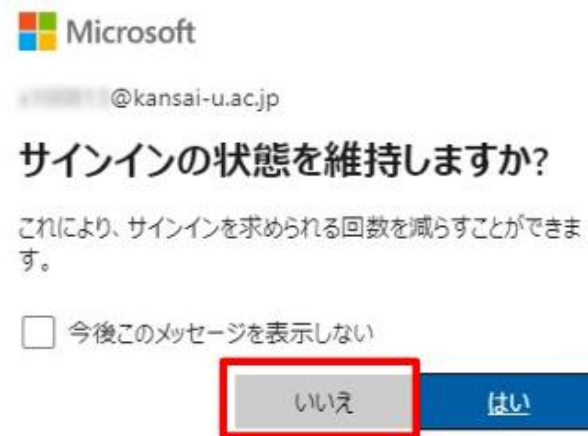 Microsoft
@kansai-u.ac.jp
サインインの状態を維持しますか?
これにより、サインインを求められる回数を減らすことができま
す。
今後このメッセージを表示しない
いいえ はい